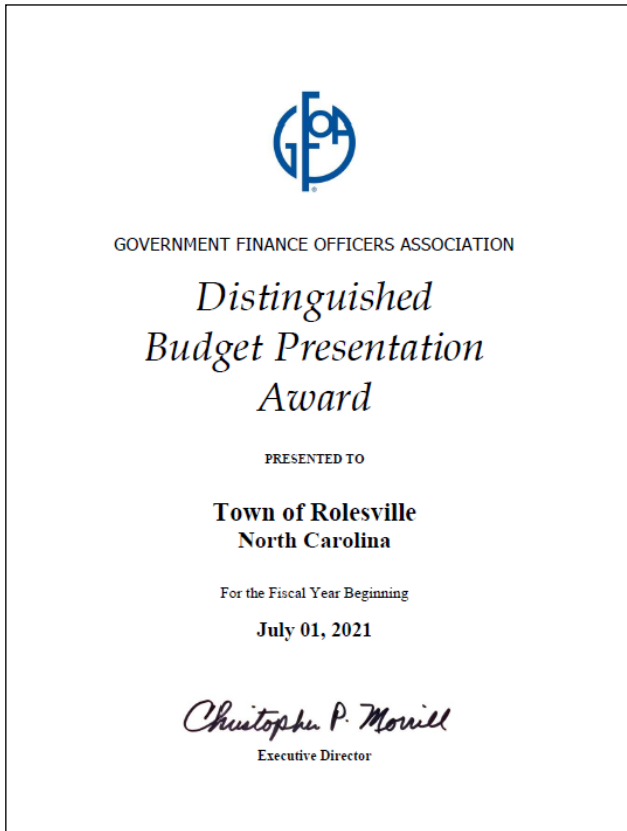 GFOA
GOVERNMENT FINANCE OFFICERS ASSOCIATION
Distinguished
Budget Presentation
Award
PRESENTED TO
Town of Rolesville
North Carolina
For the Fiscal Year Beginning
July 01, 2021
Christopher P. Morrill
Executive Director